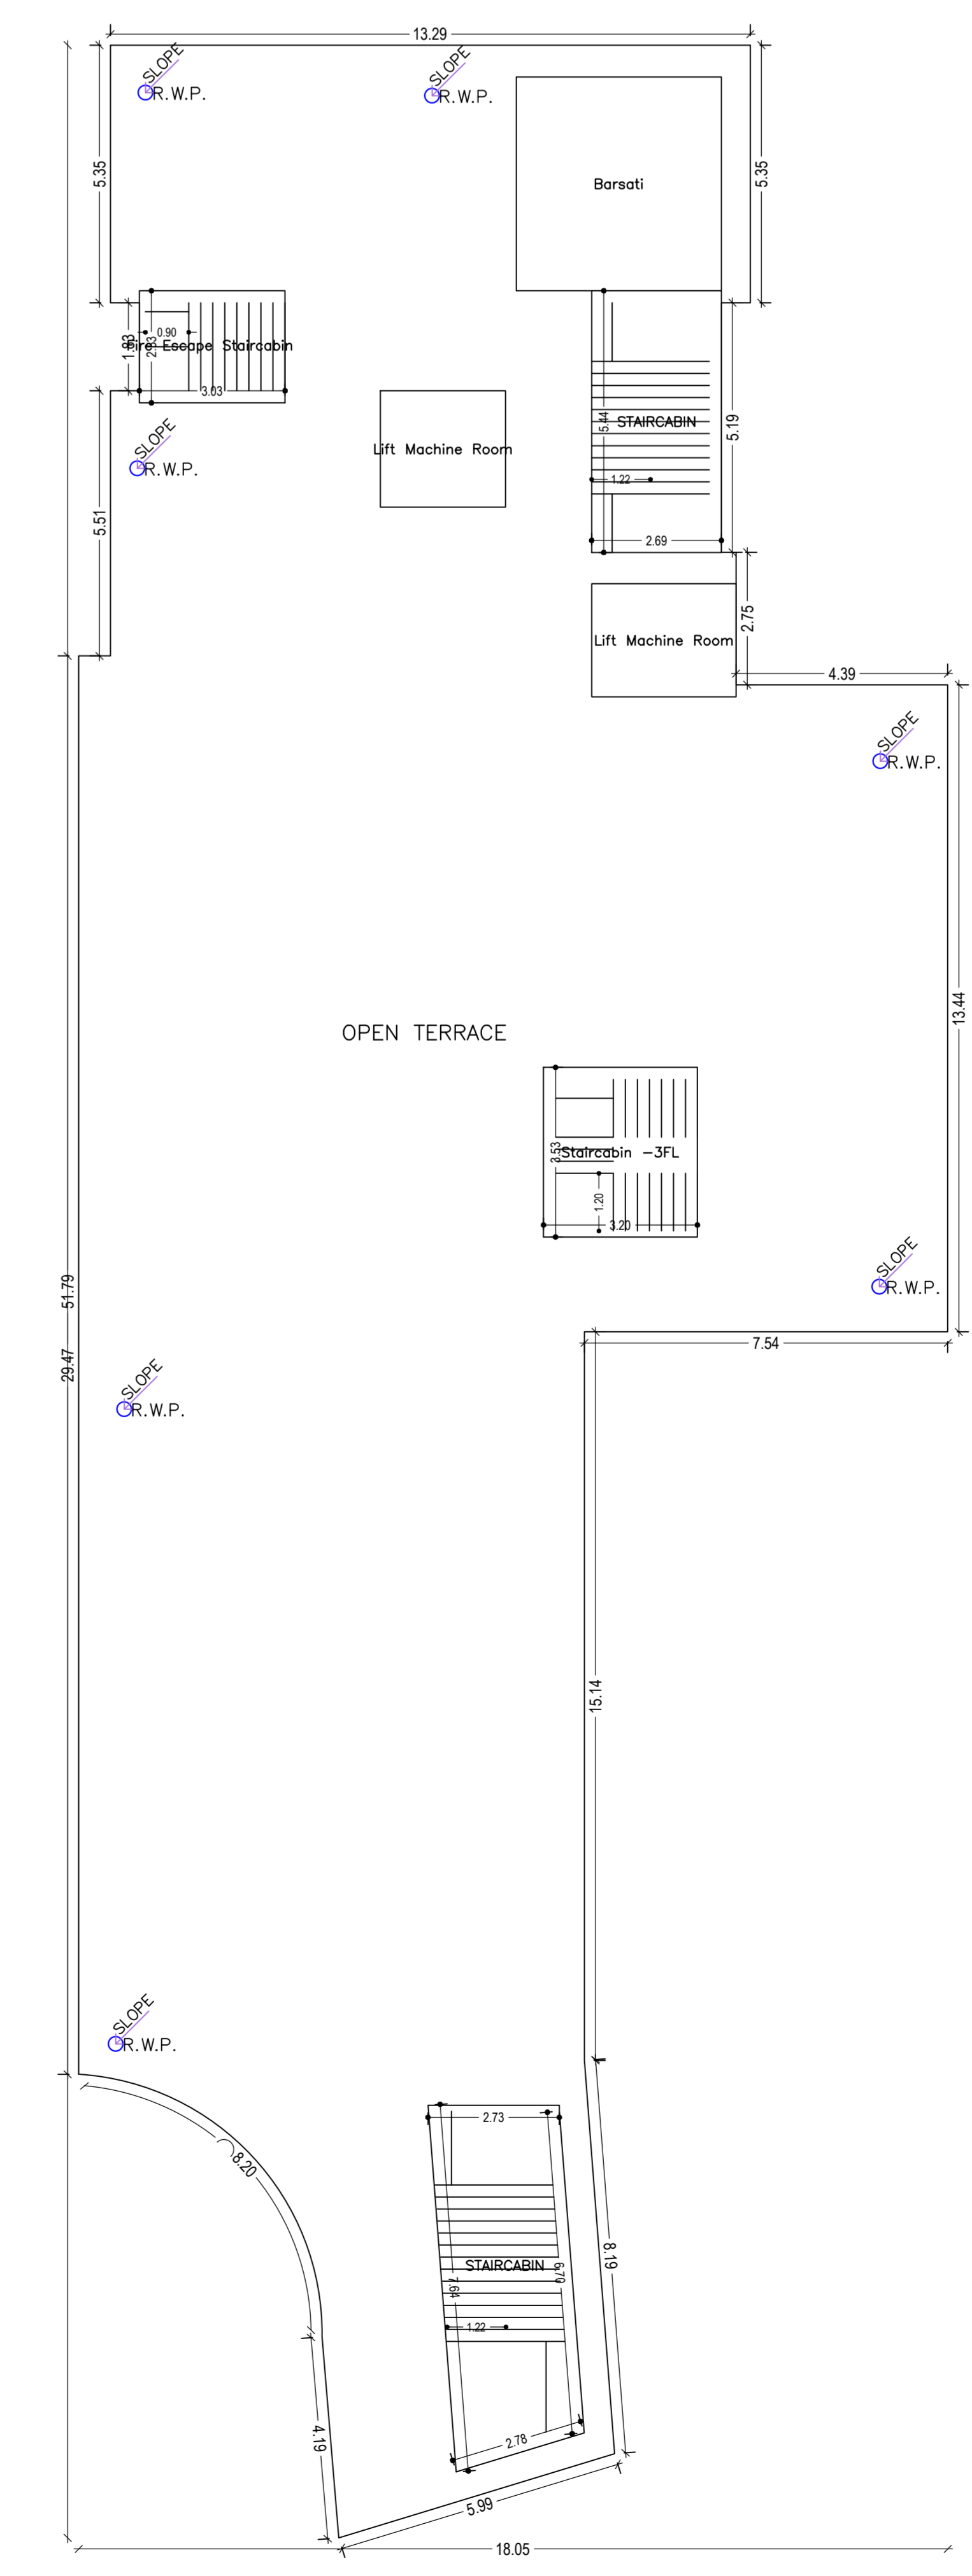 13.29
SLOPE
R.W.P.
SLOPE
R.W.P.
5.35
5.35
Barsati
0.90
1.83
2.33
Fire Escape Staircabin
3.03
Lift Machine Room
5.44
STAIRCABIN
5.19
1.22
2.69
SLOPE
R.W.P.
5.51
2.75
Lift Machine Room
4.39
SLOPE
R.W.P.
13.44
OPEN TERRACE
3.53
Staircabin -3FL
1.20
3.20
SLOPE
R.W.P.
51.79
29.47
7.54
SLOPE
R.W.P.
15.14
SLOPE
R.W.P.
2.73
8.20
8.19
STAIRCABIN
6.70
7.64
1.22
4.19
2.78
5.99
18.05